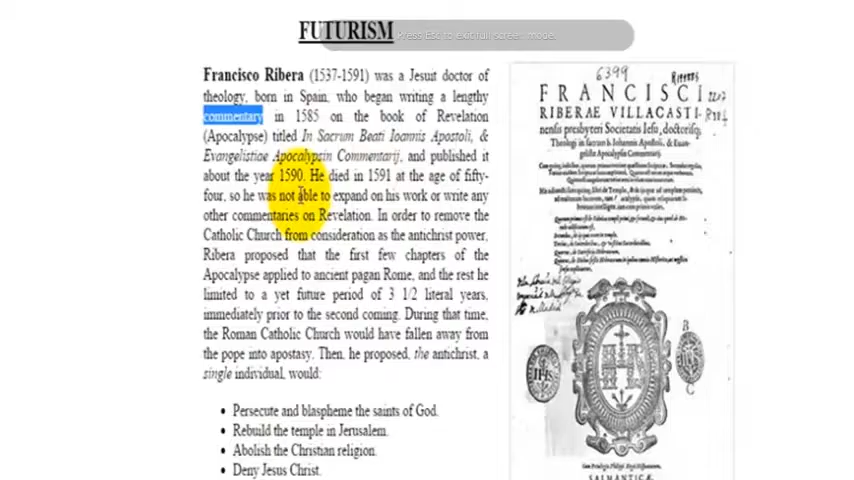 FUTURISM
Press Esc to exit full screen mode.
Francisco Ribera (1537-1591) was a Jesuit doctor of
theology, born in Spain, who began writing a lengthy
commentary in 1585 on the book of Revelation
(Apocalypse) titled In Sacrum Beati Ioannis Apostoli, &
Evangelistiae Apocalypsin Commentarij, and published it
about the year 1590. He died in 1591 at the age of fifty-
four, so he was not able to expand on his work or write any
other commentaries on Revelation. In order to remove the
Catholic Church from consideration as the antichrist power,
Ribera proposed that the first few chapters of the
Apocalypse applied to ancient pagan Rome, and the rest he
limited to a yet future period of 3 1/2 literal years,
immediately prior to the second coming. During that time,
the Roman Catholic Church would have fallen away from
the pope into apostasy. Then, he proposed, the antichrist, a
single individual, would:
• Persecute and blaspheme the saints of God.
• Rebuild the temple in Jerusalem.
• Abolish the Christian religion.
• Deny Jesus Christ.
6399
FRANCISCI
RIBERAE VILLACASTI-
nensis presbyteri Societatis Iesu, doctorisq;
Theologi in sacrum b. Iohannis Apostoli, & Euan-
gelistæ Apocalypsin Commentarij.
IHS
B
C
SALMANTICÆ